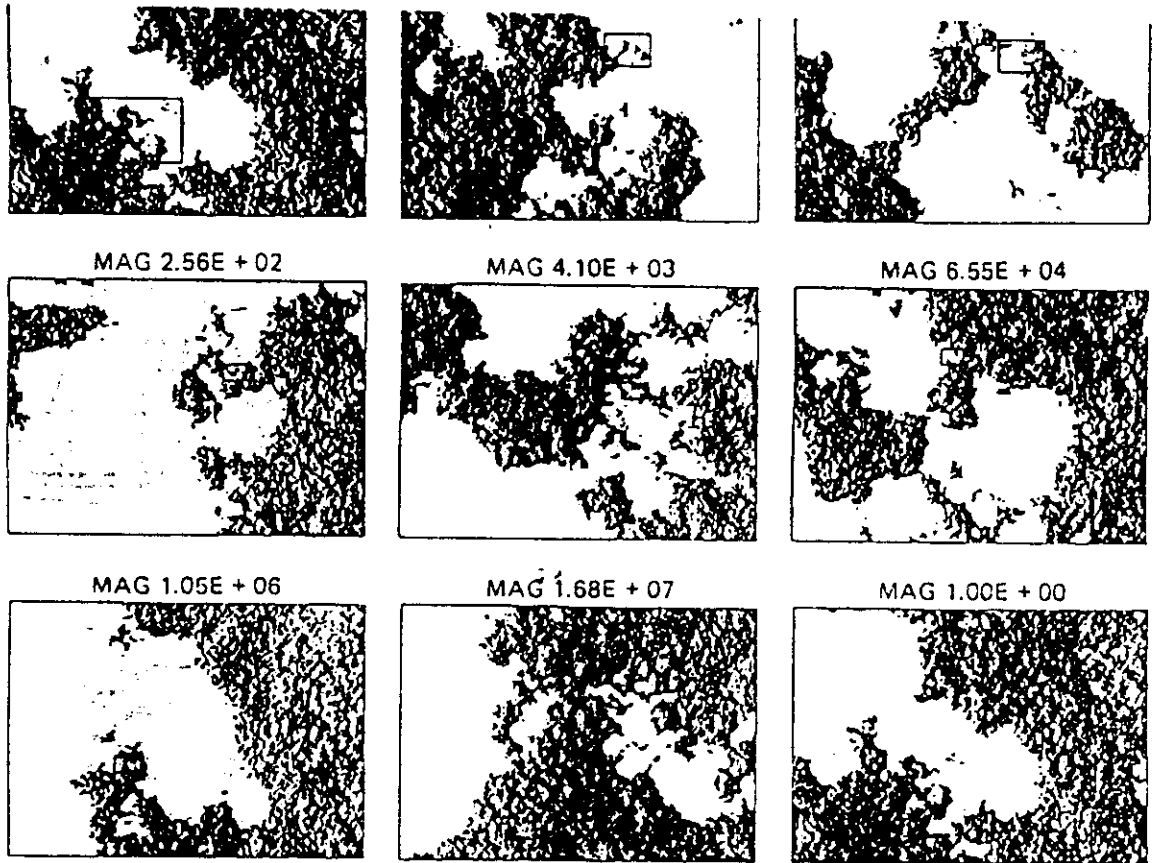 MAG 2.56E + 02
MAG 4.10E + 03
MAG 6.55E + 04
MAG 1.05E + 06
MAG 1.68E + 07
MAG 1.00E + 00